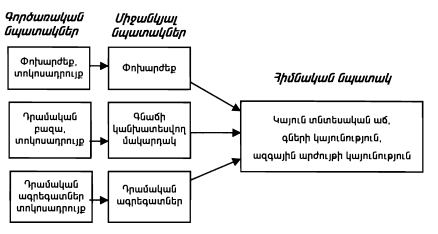 Գործառական
նպատակներ
Միջանկյալ
նպատակներ
Հիմնական նպատակ
Փոխարժեք,
տոկոսադրույք
Փոխարժեք
Դրամական
բազա,
տոկոսադրույք
Գնաճի
կանխատեսվող
մակարդակ
Կայուն տնտեսական աճ,
գների կայունություն,
ազգային արժույթի կայունություն
Դրամական
ագրեգատներ
տոկոսադրույք
Դրամական
ագրեգատներ